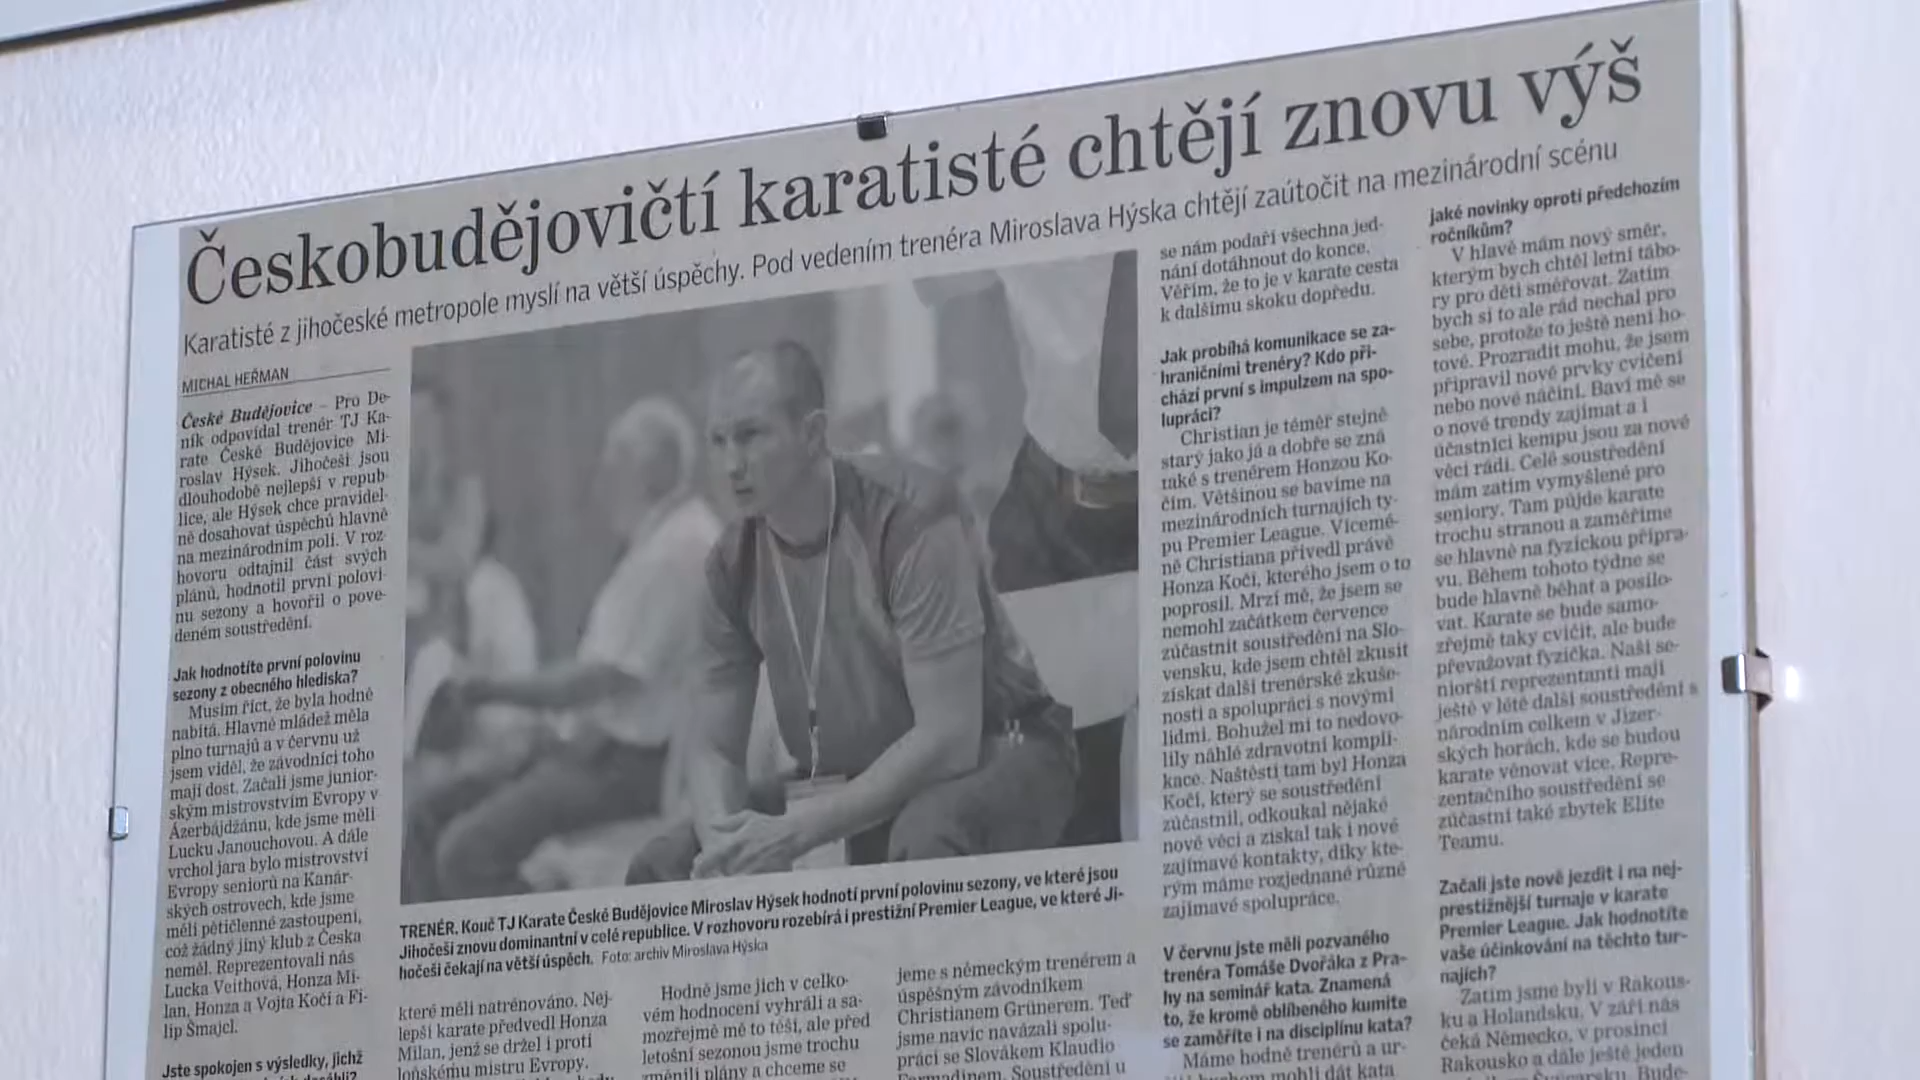 Českobudějovičtí karatisté chtějí znovu výš
Karatisté z jihočeské metropole myslí na větší úspěchy. Pod vedením trenéra Miroslava Hýska chtějí zaútočit na mezinárodní scénu
MICHAL HEŘMAN
České Budějovice – Pro De-
ník odpovídal trenér TJ Ka-
rate České Budějovice Mi-
roslav Hýsek. Jihočeši jsou
dlouhodobě nejlepší v repub-
lice, ale Hýsek chce pravidel-
ně dosahovat úspěchů hlavně
na mezinárodním poli. V roz-
hovoru odtajnil část svých
plánů, hodnotil první polovi-
nu sezony a hovořil o pove-
deném soustředění.
Jak hodnotíte první polovinu
sezony z obecného hlediska?
Musím říct, že byla hodně
nabitá. Hlavně mládež měla
plno turnajů a v červnu už
jsem viděl, že závodníci toho
mají dost. Začali jsme junior-
ským mistrovstvím Evropy v
Ázerbájdžánu, kde jsme měli
Lucku Janouchovou. A dále
vrchol jara bylo mistrovství
Evropy seniorů na Kanár-
ských ostrovech, kde jsme
měli pětičlenné zastoupení,
což žádný jiný klub z Česka
neměl. Reprezentovali nás
Lucka Veithová, Honza Mi-
lan, Honza a Vojta Kočí a Fi-
lip Šmajcl.
Jste spokojen s výsledky, jichž
TRENÉR. Kouč TJ Karate České Budějovice Miroslav Hýsek hodnotí první polovinu sezony, ve které jsou
Jihočeši znovu dominantní v celé republice. V rozhovoru rozebírá i prestižní Premier League, ve které Ji-
hočeši čekají na větší úspěch. Foto: archiv Miroslava Hýska
které měli natrénováno. Nej-
lepší karate předvedl Honza
Milan, jenž se držel i proti
loňskému mistru Evropy.
Hodně jsme jich v celko-
vém hodnocení vyhráli a sa-
mozřejmě mě to těší, ale před
letošní sezonou jsme trochu
změnili plány a chceme se
jeme s německým trenérem a
úspěšným závodníkem
Christianem Grünerem. Teď
jsme navíc navázali spolu-
práci se Slovákem Klaudio
Farmadínem. Soustředění u
se nám podaří všechna jed-
nání dotáhnout do konce.
Věřím, že to je v karate cesta
k dalšímu skoku dopředu.
Jak probíhá komunikace se za-
hraničními trenéry? Kdo při-
chází první s impulzem na spo-
lupráci?
Christian je téměř stejně
starý jako já a dobře se zná
také s trenérem Honzou Ko-
čím. Většinou se bavíme na
mezinárodních turnajích ty-
pu Premier League. Víceméně
ně Christiana přivedl právě
Honza Kočí, kterého jsem o to
poprosil. Mrzí mě, že jsem se
nemohl začátkem července
zúčastnit soustředění na Slo-
vensku, kde jsem chtěl zkusit
získat další trenérské zkuše-
nosti a spolupráci s novými
lidmi. Bohužel mi to nedovo-
lily náhlé zdravotní kompli-
kace. Naštěstí tam byl Honza
Kočí, který se soustředění
zúčastnil, odkoukal nějaké
nové věci a získal tak i nové
zajímavé kontakty, díky kte-
rým máme rozjednané různé
zajímavé spolupráce.
V červnu jste měli pozvaného
trenéra Tomáše Dvořáka z Pra-
hy na seminář kata. Znamená
to, že kromě oblíbeného kumite
se zaměříte i na disciplínu kata?
Máme hodně trenérů a ur-
mohli dát kata
jaké novinky oproti předchozím
ročníkům?
V hlavě mám nový směr,
kterým bych chtěl letní tábo-
ry pro děti směřovat. Zatím
bych si to ale rád nechal pro
sebe, protože to ještě není ho-
tové. Prozradit mohu, že jsem
připravil nové prvky cvičení
nebo nové náčiní. Baví mě se
o nové trendy zajímat a i
účastníci kempu jsou za nové
věci rádi. Celé soustředění
mám zatím vymyšlené pro
seniory. Tam půjde karate
trochu stranou a zaměříme
se hlavně na fyzickou přípra-
vu. Během tohoto týdne se
bude hlavně běhat a posilo-
vat. Karate se bude samo-
zřejmě taky cvičit, ale bude
převažovat fyzička. Naši se-
niorští reprezentanti mají
ještě v létě další soustředění s
národním celkem v Jizer-
ských horách, kde se budou
karate věnovat více. Repre-
zentačního soustředění se
zúčastní také zbytek Elite
Teamu.
Začali jste nově jezdit i na nej-
prestižnější turnaje v karate
Premier League. Jak hodnotíte
vaše účinkování na těchto tur-
najích?
Zatím jsme byli v Rakous-
ku a Holandsku. V září nás
čeká Německo, v prosinci
Rakousko a dále ještě jeden